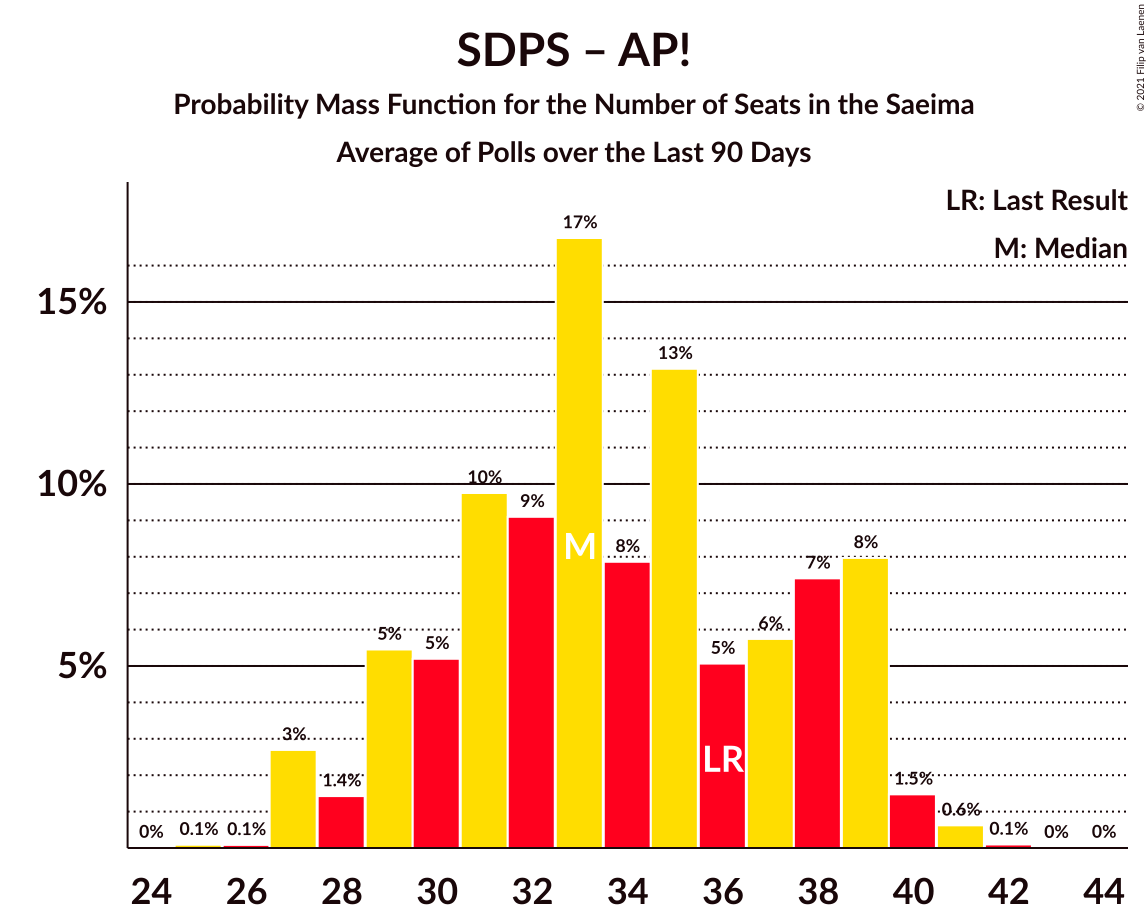 SDPS – AP!
Probability Mass Function for the Number of Seats in the Saeima
Average of Polls over the Last 90 Days
© 2021 Filip van Laenen
LR: Last Result
M: Median
15%
10%
5%
0%
0.1%
0.1%
3%
1.4%
5%
5%
10%
9%
17%
8%
13%
5%
6%
7%
8%
1.5%
0.6%
0.1%
0%
0%
M
LR
24 26 28 30 32 34 36 38 40 42 44